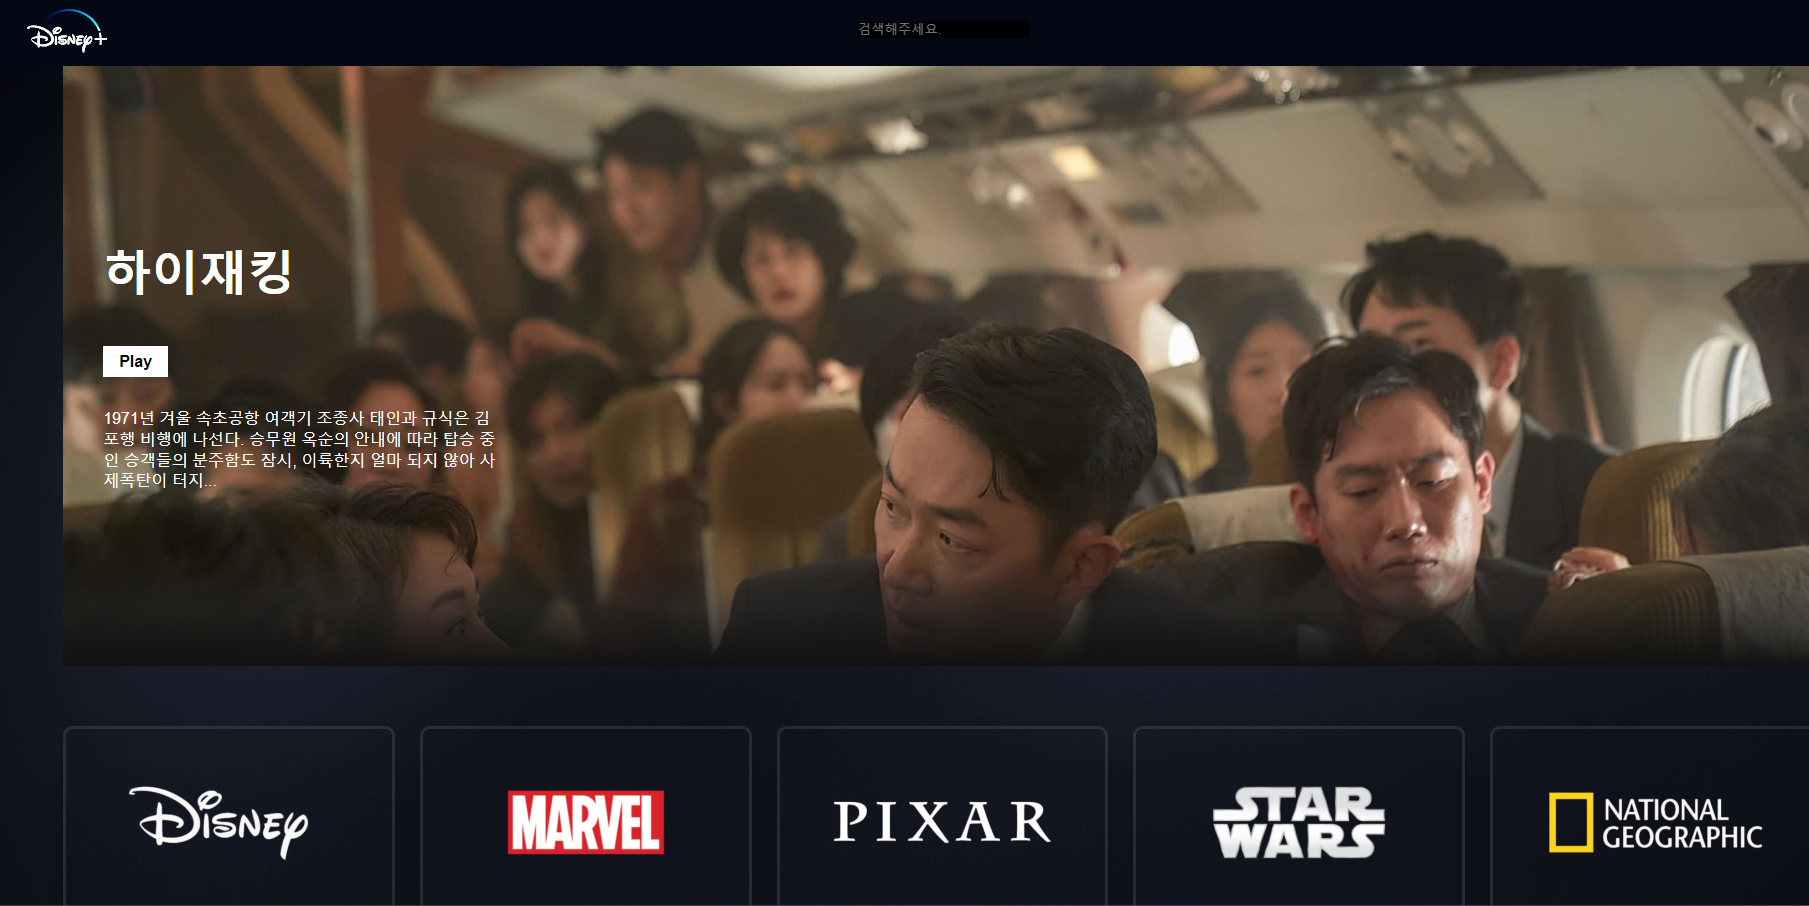 Disney+
검색해주세요.
하이재킹
Play
1971년 겨울 속초공항 여객기 조종사 태인과 규식은 김
포행 비행에 나선다. 승무원 옥순의 안내에 따라 탑승 중
인 승객들의 분주함도 잠시, 이륙한지 얼마 되지 않아 사
제폭탄이 터지...
Disney
MARVEL
PIXAR
STAR
WARS
NATIONAL
GEOGRAPHIC